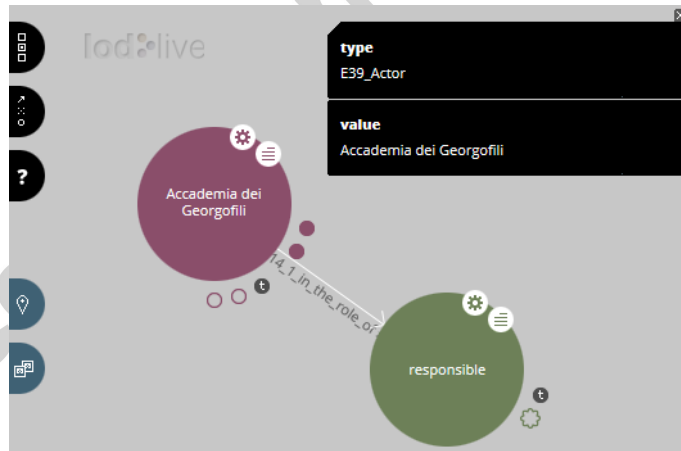 lod live
type
E39_Actor
value
Accademia dei Georgofili
?
Accademia dei
Georgofili
t
14_1_in_the_role_of
responsible
t